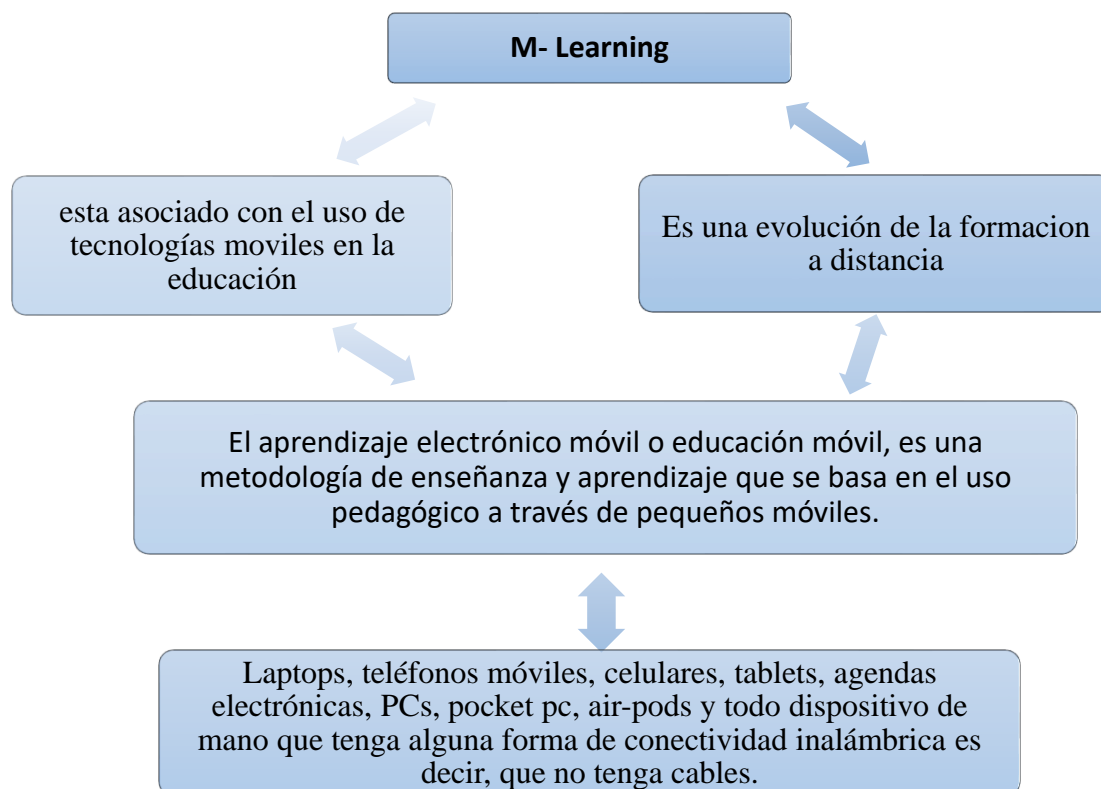 M- Learning
esta asociado con el uso de
tecnologías moviles en la
educación
Es una evolución de la formacion
a distancia
El aprendizaje electrónico móvil o educación móvil, es una
metodología de enseñanza y aprendizaje que se basa en el uso
pedagógico a través de pequeños móviles.
Laptops, teléfonos móviles, celulares, tablets, agendas
electrónicas, PCs, pocket pc, air-pods y todo dispositivo de
mano que tenga alguna forma de conectividad inalámbrica es
decir, que no tenga cables.